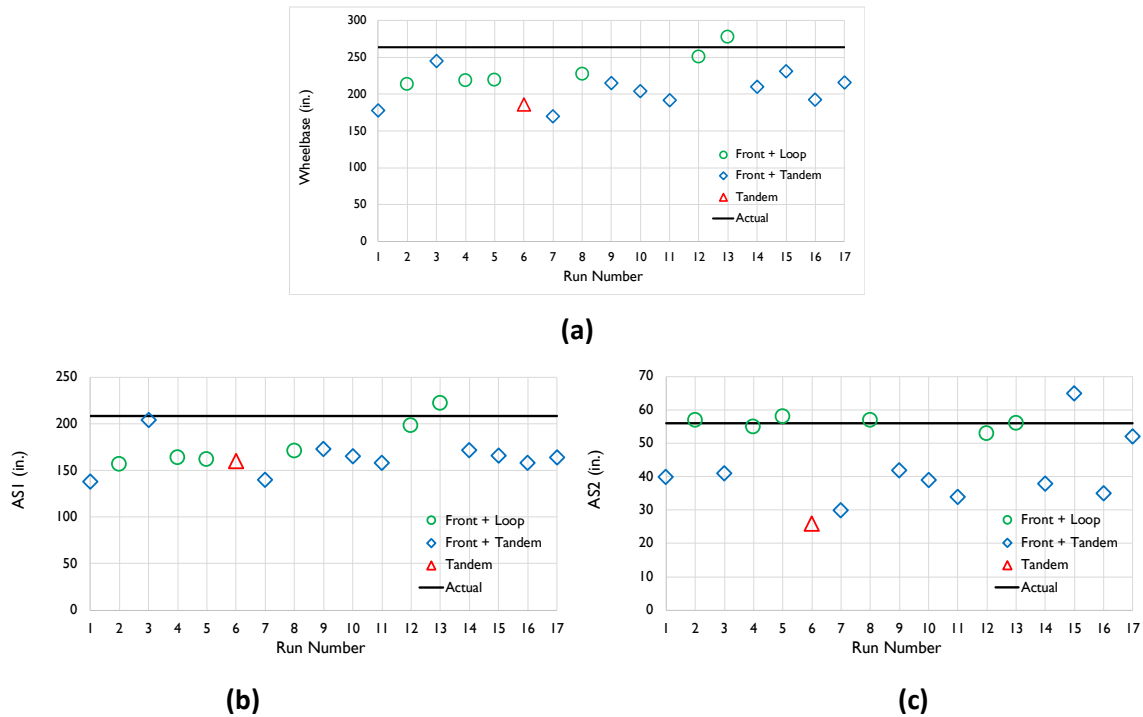 300
250
200
150
100
50
0
Wheelbase (in.)
Front + Loop
Front + Tandem
Tandem
Actual
1 2 3 4 5 6 7 8 9 10 11 12 13 14 15 16 17
Run Number
(a)
250
200
150
100
50
0
AS1 (in.)
Front + Loop
Front + Tandem
Tandem
Actual
1 2 3 4 5 6 7 8 9 10 11 12 13 14 15 16 17
Run Number
(b)
70
60
50
40
30
20
10
0
AS2 (in.)
Front + Loop
Front + Tandem
Tandem
Actual
1 2 3 4 5 6 7 8 9 10 11 12 13 14 15 16 17
Run Number
(c)